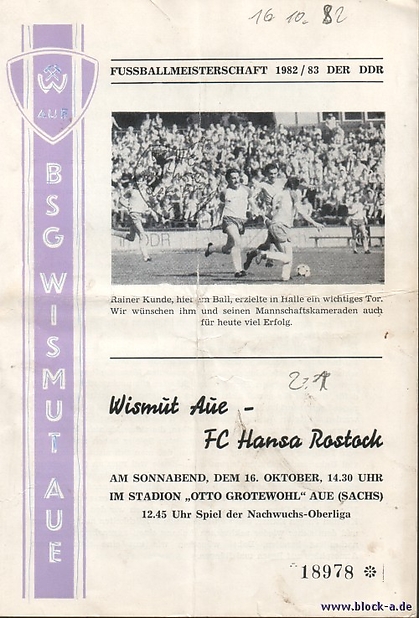 16.10.82
FUSSBALLMEISTERSCHAFT 1982/83 DER DDR
W
AUE
BSG WISMUT AUE
DDR
Rainer Kunde, hier am Ball, erzielte in Halle ein wichtiges Tor.
Wir wünschen ihm und seinen Mannschaftskameraden auch
für heute viel Erfolg.
2:1
Wismut Aue –
FC Hansa Rostock
AM SONNABEND, DEM 16. OKTOBER, 14.30 UHR
IM STADION „OTTO GROTEWOHL“ AUE (SACHS)
12.45 Uhr Spiel der Nachwuchs-Oberliga
18978 *
www.block-a.de